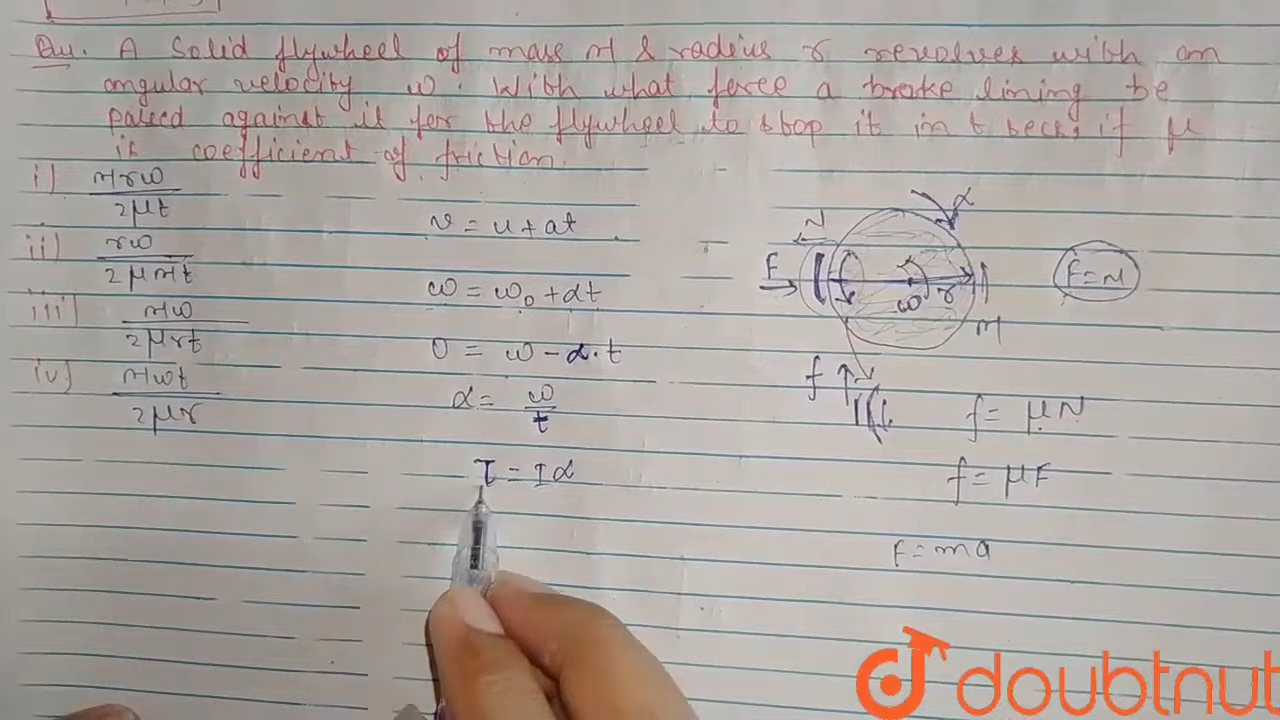 Qu. A Solid flywheel of mass M & radius r revolves with an
angular velocity ω. With what force a brake lining be
palced against it for the flywheel to stop it in t secs, if μ
is coefficient of friction.
i) Mrω / 2μt
ii) rω / 2μMt
iii) Mω / 2μrt
iv) Mωt / 2μr
v = u + at
ω = ω₀ + αt
0 = ω - α.t
α = ω / t
τ = Iα
N
α
F
ω
r
M
F = N
f
f = μN
f = μF
F = ma
doubtnut